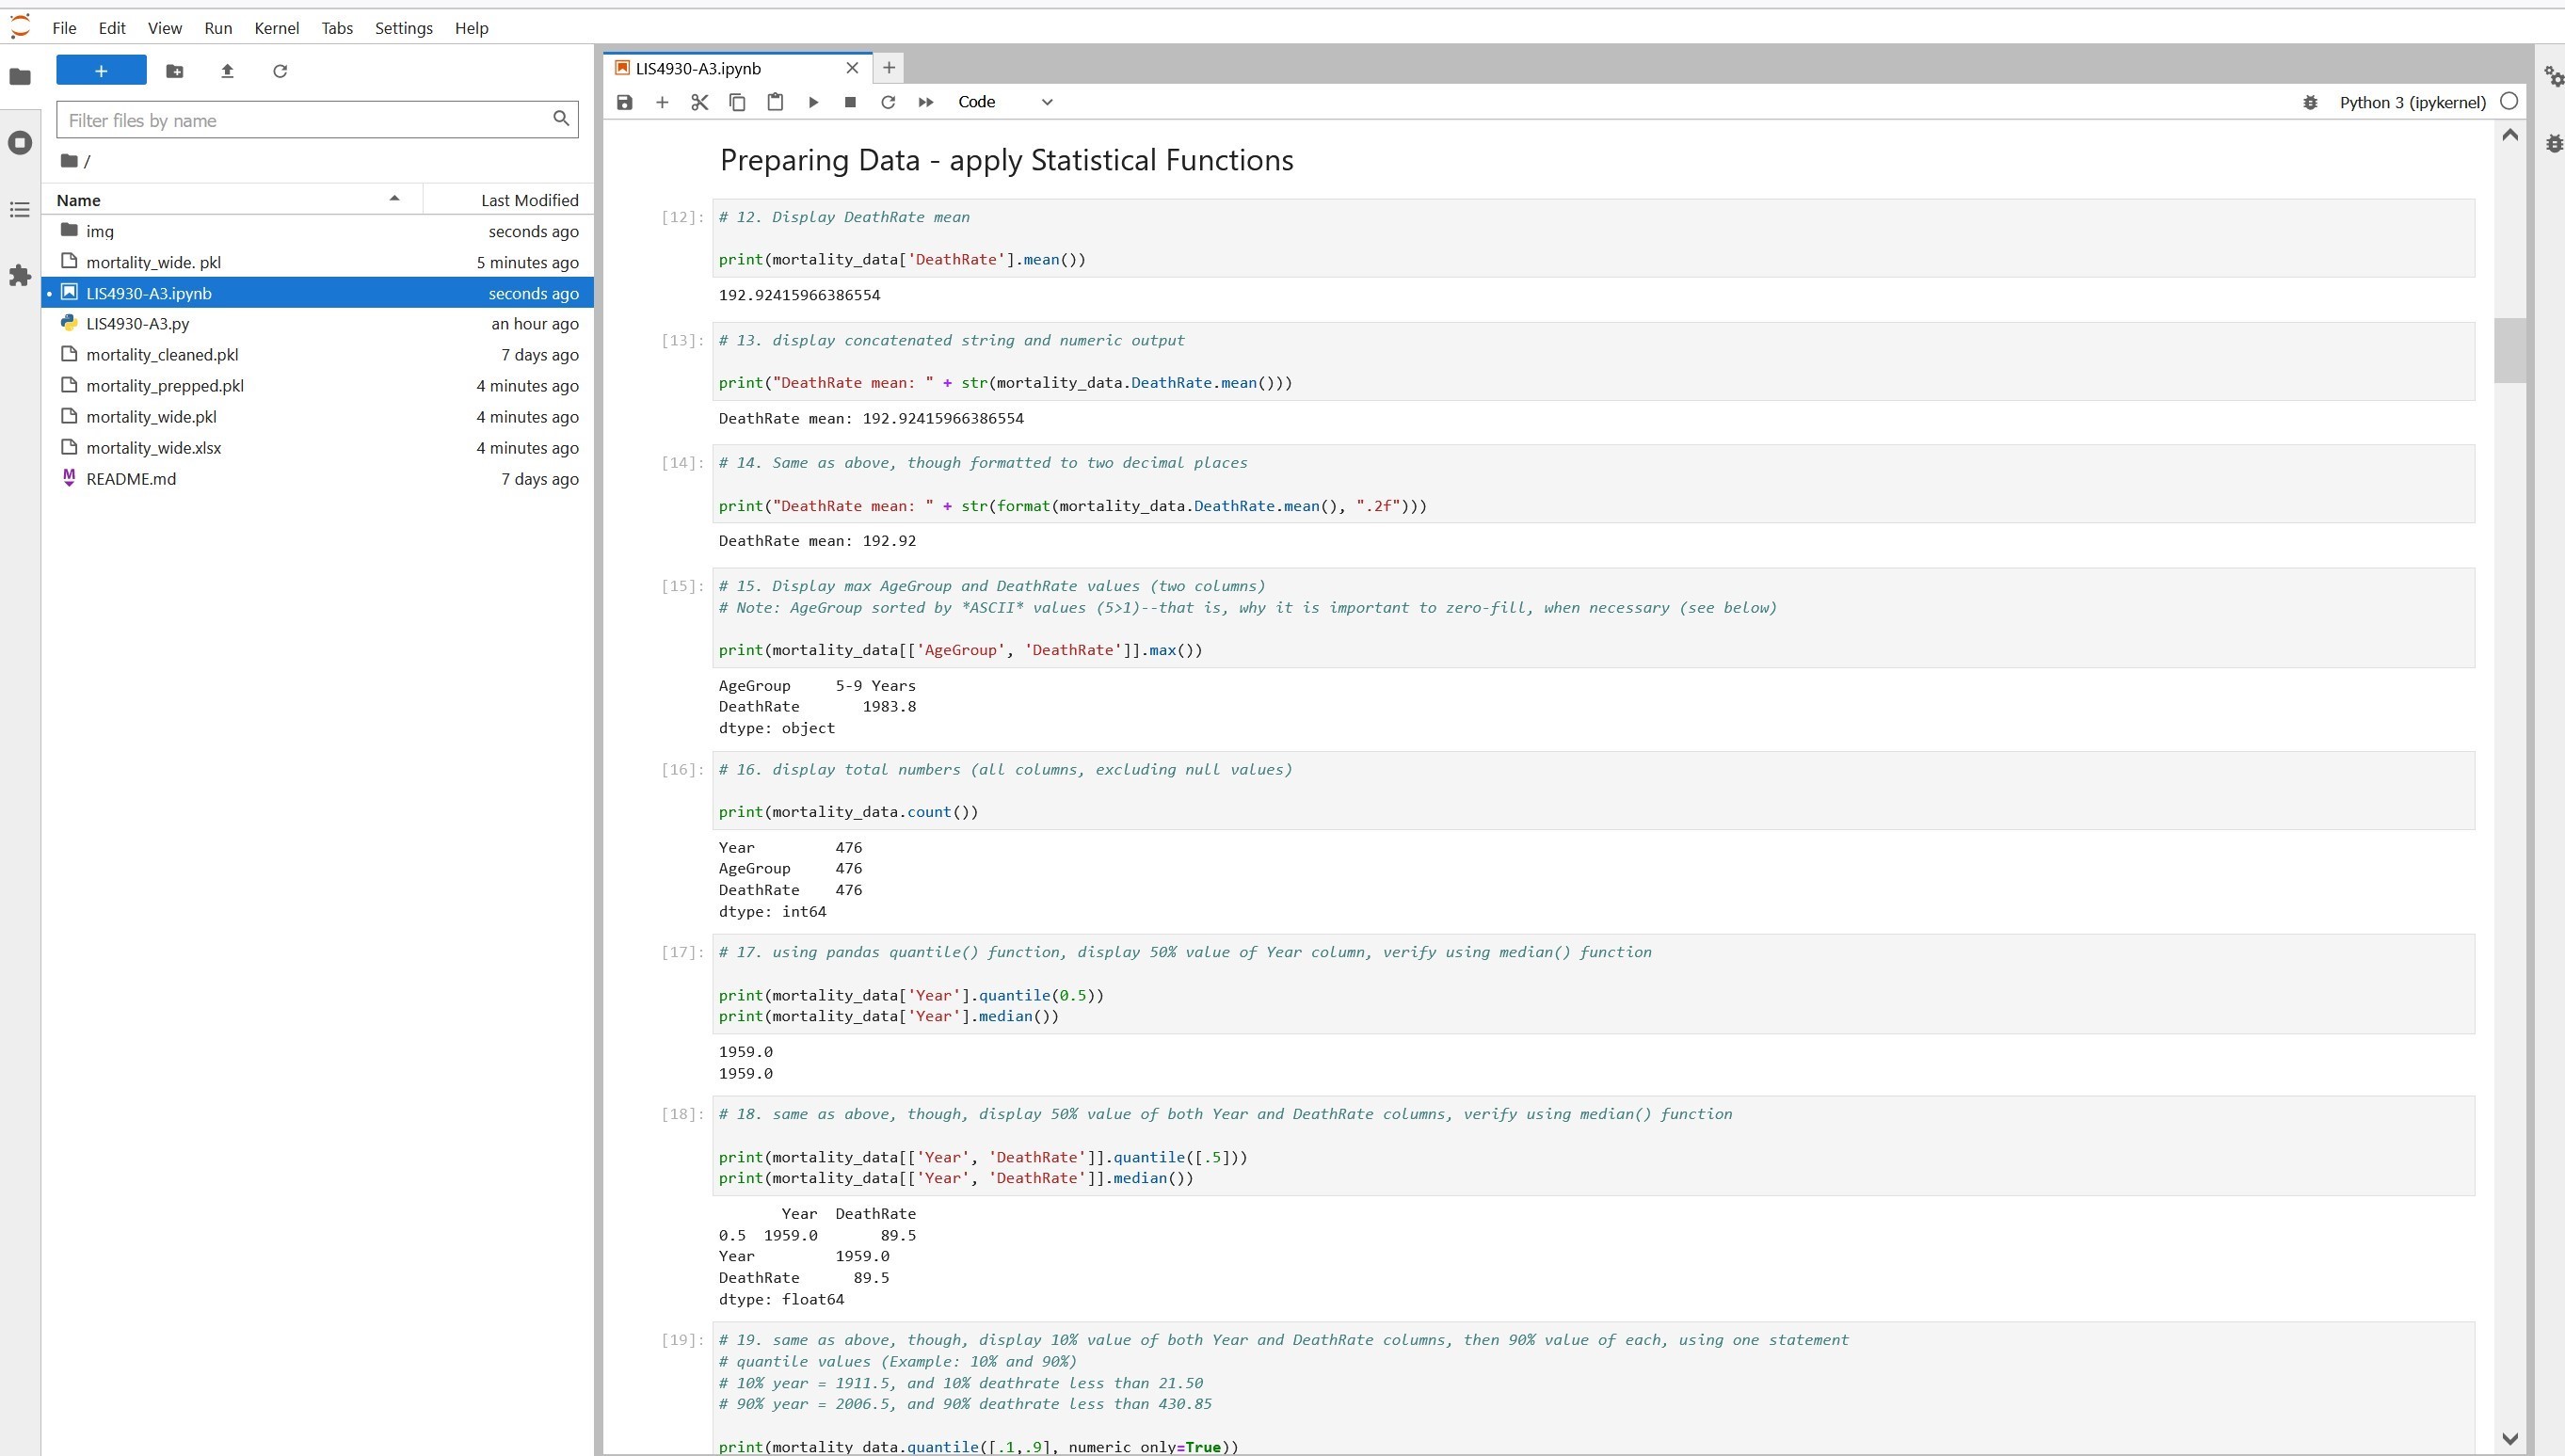 File Edit View Run Kernel Tabs Settings Help
+
Filter files by name
/
Name Last Modified
img seconds ago
mortality_wide. pkl 5 minutes ago
LIS4930-A3.ipynb seconds ago
LIS4930-A3.py an hour ago
mortality_cleaned.pkl 7 days ago
mortality_prepped.pkl 4 minutes ago
mortality_wide.pkl 4 minutes ago
mortality_wide.xlsx 4 minutes ago
README.md 7 days ago
LIS4930-A3.ipynb
Code Python 3 (ipykernel)
Preparing Data - apply Statistical Functions
[12]: # 12. Display DeathRate mean
print(mortality_data['DeathRate'].mean())
192.92415966386554
[13]: # 13. display concatenated string and numeric output
print("DeathRate mean: " + str(mortality_data.DeathRate.mean()))
DeathRate mean: 192.92415966386554
[14]: # 14. Same as above, though formatted to two decimal places
print("DeathRate mean: " + str(format(mortality_data.DeathRate.mean(), ".2f")))
DeathRate mean: 192.92
[15]: # 15. Display max AgeGroup and DeathRate values (two columns)
# Note: AgeGroup sorted by *ASCII* values (5>1)--that is, why it is important to zero-fill, when necessary (see below)
print(mortality_data[['AgeGroup', 'DeathRate']].max())
AgeGroup 5-9 Years
DeathRate 1983.8
dtype: object
[16]: # 16. display total numbers (all columns, excluding null values)
print(mortality_data.count())
Year 476
AgeGroup 476
DeathRate 476
dtype: int64
[17]: # 17. using pandas quantile() function, display 50% value of Year column, verify using median() function
print(mortality_data['Year'].quantile(0.5))
print(mortality_data['Year'].median())
1959.0
1959.0
[18]: # 18. same as above, though, display 50% value of both Year and DeathRate columns, verify using median() function
print(mortality_data[['Year', 'DeathRate']].quantile([.5]))
print(mortality_data[['Year', 'DeathRate']].median())
Year DeathRate
0.5 1959.0 89.5
Year 1959.0
DeathRate 89.5
dtype: float64
[19]: # 19. same as above, though, display 10% value of both Year and DeathRate columns, then 90% value of each, using one statement
# quantile values (Example: 10% and 90%)
# 10% year = 1911.5, and 10% deathrate less than 21.50
# 90% year = 2006.5, and 90% deathrate less than 430.85
print(mortality_data.quantile([.1,.9], numeric_only=True))